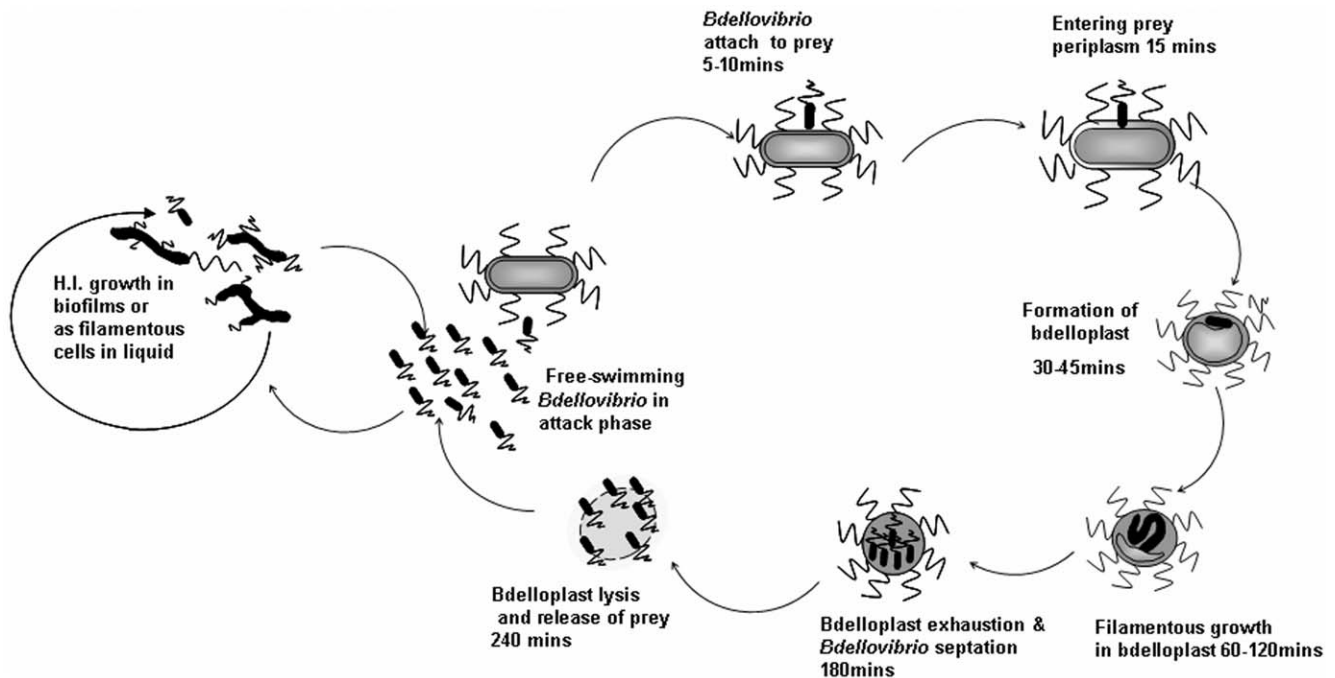 Bdellovibrio
attach to prey
5-10mins
Entering prey
periplasm 15 mins
H.I. growth in
biofilms or
as filamentous
cells in liquid
Free-swimming
Bdellovibrio in
attack phase
Formation of
bdelloplast
30-45mins
Bdelloplast lysis
and release of prey
240 mins
Bdelloplast exhaustion &
Bdellovibrio septation
180mins
Filamentous growth
in bdelloplast 60-120mins